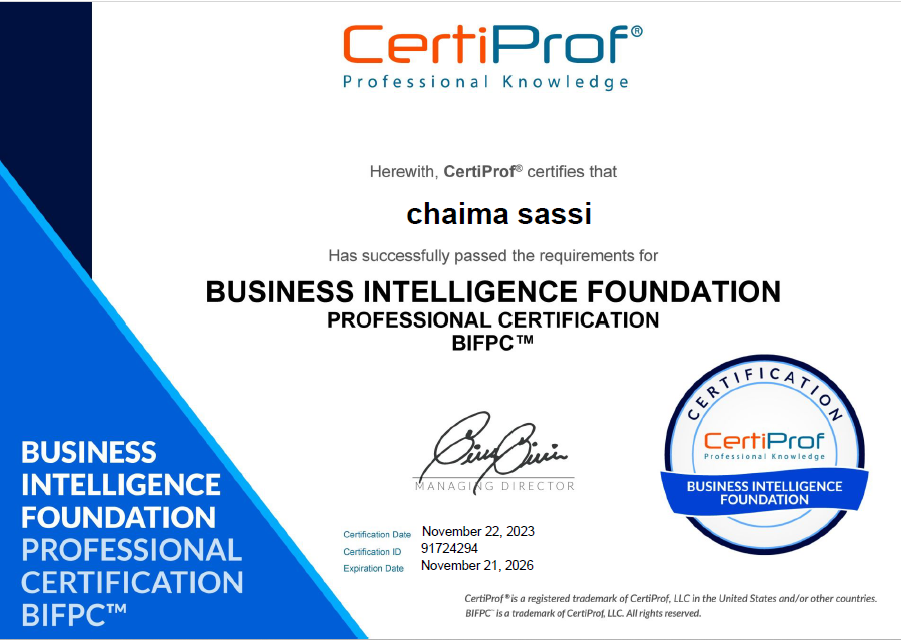 CertiProf®
Professional Knowledge
Herewith, CertiProf® certifies that
chaima sassi
Has successfully passed the requirements for
BUSINESS INTELLIGENCE FOUNDATION
PROFESSIONAL CERTIFICATION
BIFPC™
BUSINESS
INTELLIGENCE
FOUNDATION
PROFESSIONAL
CERTIFICATION
BIFPC™
MANAGING DIRECTOR
Certification Date November 22, 2023
Certification ID 91724294
Expiration Date November 21, 2026
CERTIFICATION
CertiProf
Professional Knowledge
BUSINESS INTELLIGENCE
FOUNDATION
CertiProf® is a registered trademark of CertiProf, LLC in the United States and/or other countries.
BIFPC™ is a trademark of CertiProf, LLC. All rights reserved.